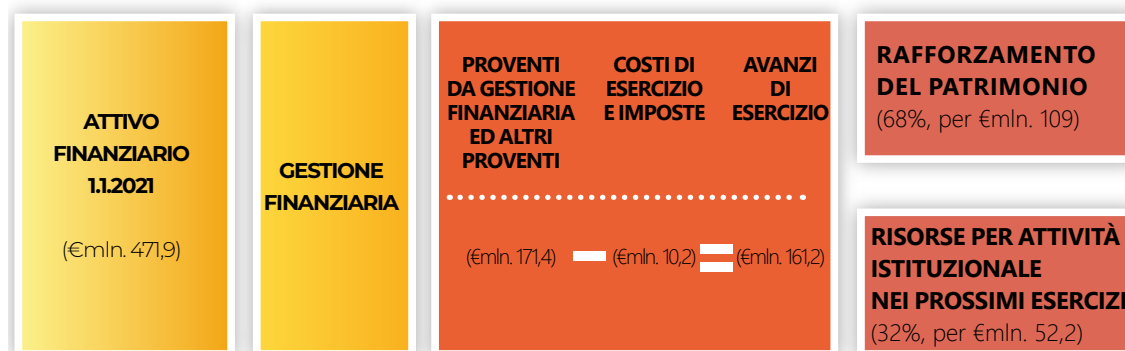 ATTIVO
FINANZIARIO
1.1.2021
(€mln. 471,9)
GESTIONE
FINANZIARIA
PROVENTI
DA GESTIONE
FINANZIARIA
ED ALTRI
PROVENTI
COSTI DI
ESERCIZIO
E IMPOSTE
AVANZI
DI
ESERCIZIO
(€mln. 171,4) — (€mln. 10,2) = (€mln. 161,2)
RAFFORZAMENTO
DEL PATRIMONIO
(68%, per €mln. 109)
RISORSE PER ATTIVITÀ
ISTITUZIONALE
NEI PROSSIMI ESERCIZI
(32%, per €mln. 52,2)